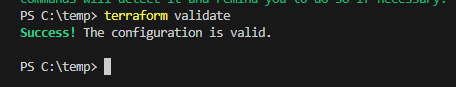 commands will detect it and remind you to do so if necessary.
PS C:\temp> terraform validate
Success! The configuration is valid.
PS C:\temp>